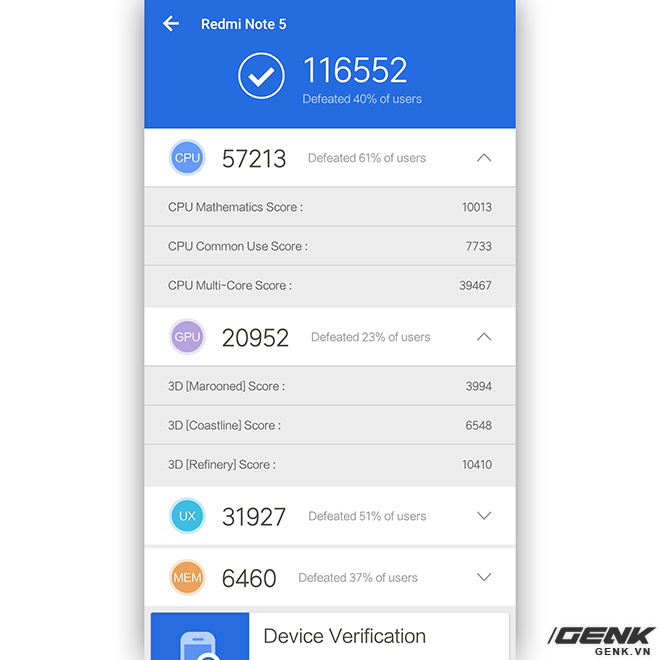 Redmi Note 5
116552
Defeated 40% of users
CPU 57213 Defeated 61% of users
CPU Mathematics Score : 10013
CPU Common Use Score : 7733
CPU Multi-Core Score : 39467
GPU 20952 Defeated 23% of users
3D [Marooned] Score : 3994
3D [Coastline] Score : 6548
3D [Refinery] Score : 10410
UX 31927 Defeated 51% of users
MEM 6460 Defeated 37% of users
Device Verification
GENK
GENK.VN